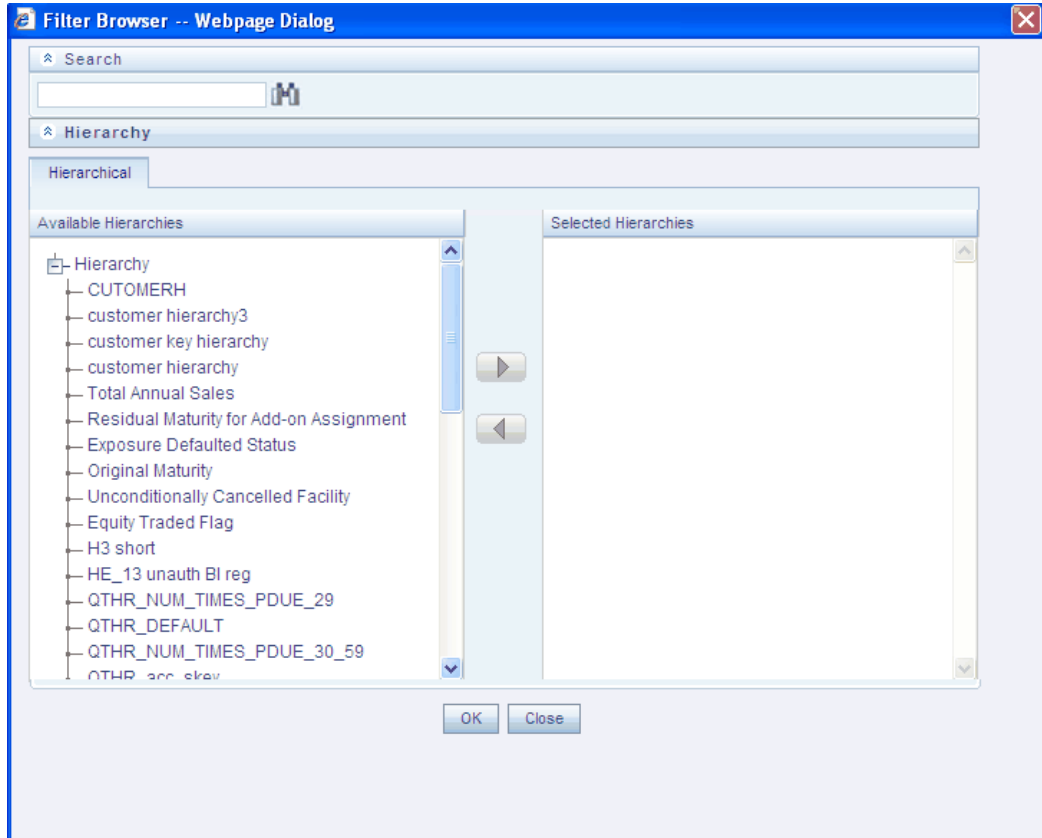 Filter Browser -- Webpage Dialog
Search
Hierarchy
Hierarchical
Available Hierarchies
Selected Hierarchies
Hierarchy
CUTOMERH
customer hierarchy3
customer key hierarchy
customer hierarchy
Total Annual Sales
Residual Maturity for Add-on Assignment
Exposure Defaulted Status
Original Maturity
Unconditionally Cancelled Facility
Equity Traded Flag
H3 short
HE_13 unauth BI reg
QTHR_NUM_TIMES_PDUE_29
QTHR_DEFAULT
QTHR_NUM_TIMES_PDUE_30_59
QTHR_acc_skey
OK
Close